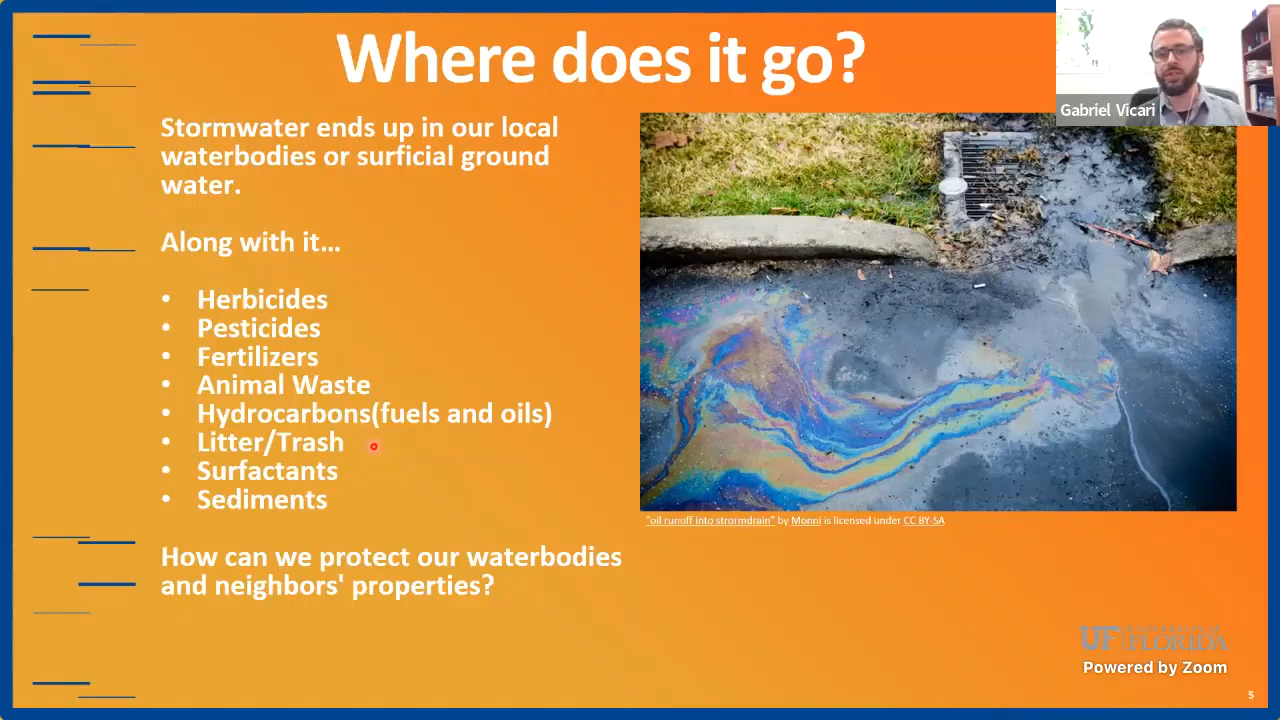 Where does it go?
Gabriel Vicari
Stormwater ends up in our local
waterbodies or surficial ground
water.
Along with it...
• Herbicides
• Pesticides
• Fertilizers
• Animal Waste
• Hydrocarbons(fuels and oils)
• Litter/Trash
• Surfactants
• Sediments
"oil runoff into strormdrain" by Monni is licensed under CC BY-SA
How can we protect our waterbodies
and neighbors' properties?
UF FLORIDA
Powered by Zoom
5